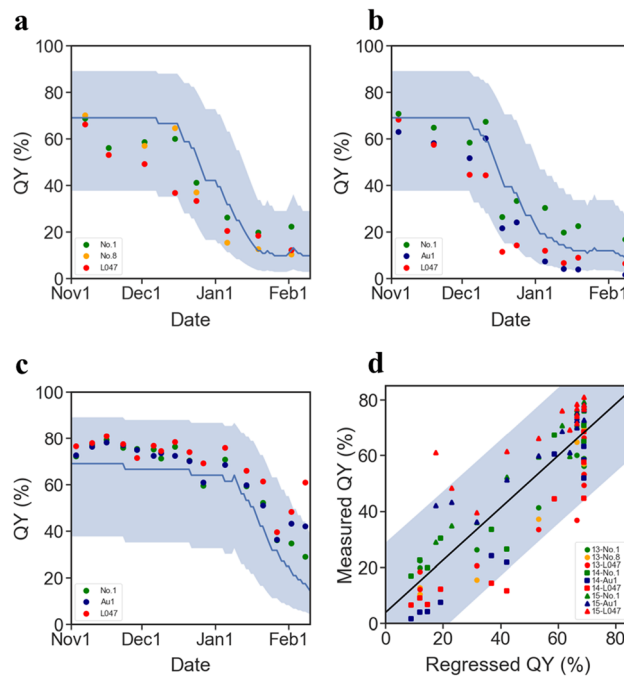 a
100
80
60
40
20
0
QY (%)
No.1
No.8
L047
Nov1 Dec1 Jan1 Feb1
Date
b
100
80
60
40
20
0
QY (%)
No.1
Au1
L047
Nov1 Dec1 Jan1 Feb1
Date
c
100
80
60
40
20
0
QY (%)
No.1
Au1
L047
Nov1 Dec1 Jan1 Feb1
Date
d
80
60
40
20
0
Measured QY (%)
13-No.1
13-No.8
13-L047
14-No.1
14-Au1
14-L047
15-No.1
15-Au1
15-L047
0 20 40 60 80
Regressed QY (%)